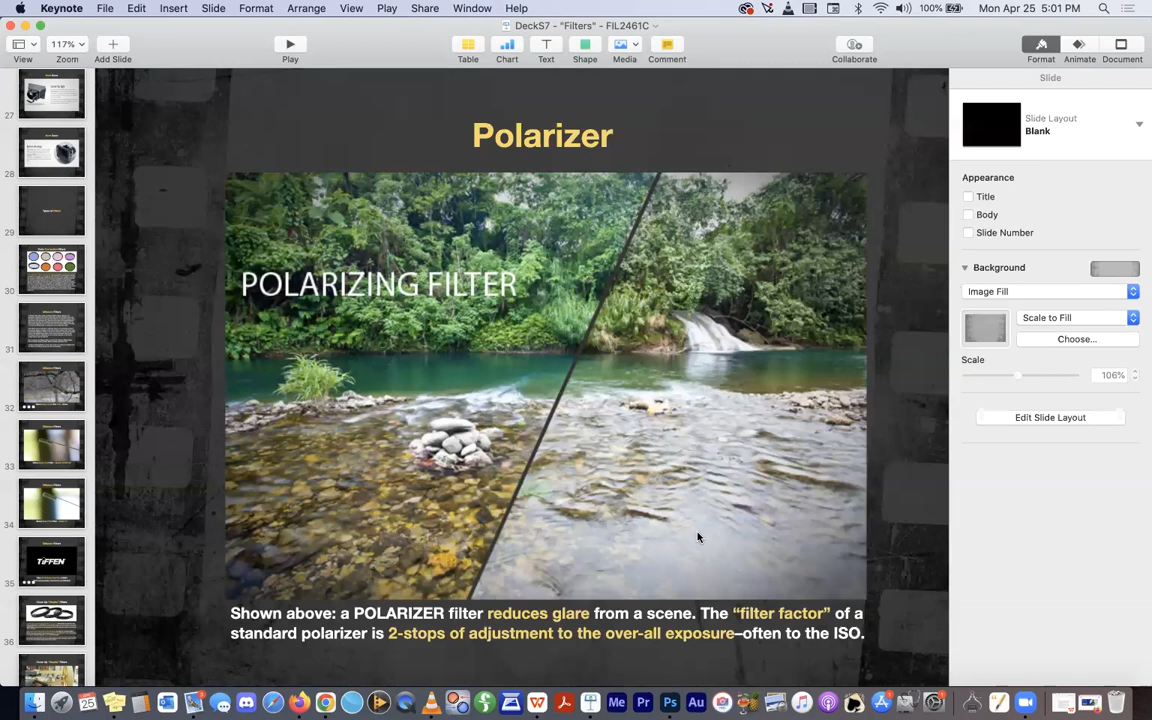 Keynote File Edit Insert Slide Format Arrange View Play Share Window Help 100% Mon Apr 25 5:01 PM
DeckS7 - "Filters" - FIL2461C
117%
View Zoom Add Slide Play Table Chart Text Shape Media Comment Collaborate Format Animate Document
Slide
Slide Layout
Blank
Appearance
Title
Body
Slide Number
Background
Image Fill
Scale to Fill
Choose...
Scale
106%
Edit Slide Layout
27
28
29
30
31
32
33
34
35
36
TIFFEN
Polarizer
POLARIZING FILTER
Shown above: a POLARIZER filter reduces glare from a scene. The “filter factor” of a
standard polarizer is 2-stops of adjustment to the over-all exposure–often to the ISO.